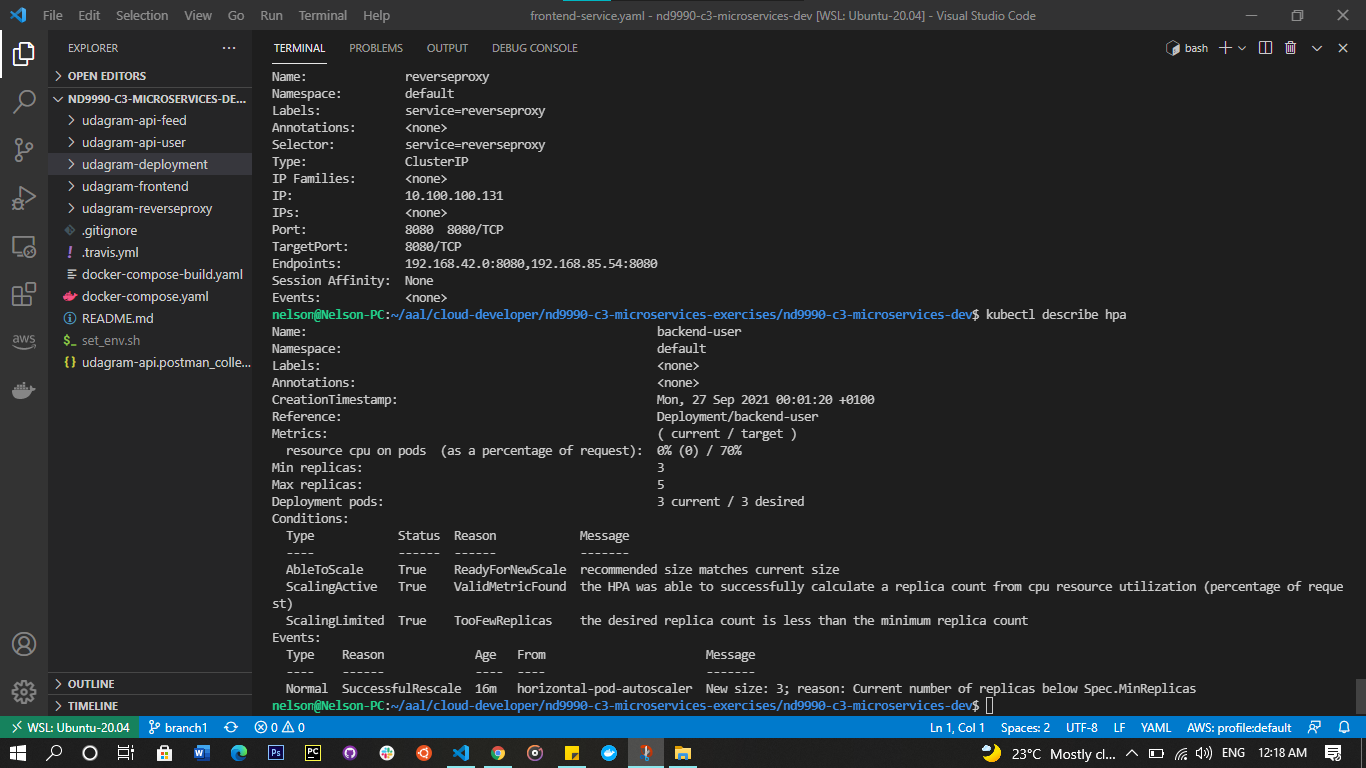 File Edit Selection View Go Run Terminal Help frontend-service.yaml - nd9990-c3-microservices-dev [WSL: Ubuntu-20.04] - Visual Studio Code
EXPLORER ···
OPEN EDITORS
ND9990-C3-MICROSERVICES-DE...
udagram-api-feed
udagram-api-user
udagram-deployment
udagram-frontend
udagram-reverseproxy
.gitignore
.travis.yml
docker-compose-build.yaml
docker-compose.yaml
README.md
set_env.sh
udagram-api.postman_colle...
OUTLINE
TIMELINE
aws
TERMINAL PROBLEMS OUTPUT DEBUG CONSOLE bash
Name: reverseproxy
Namespace: default
Labels: service=reverseproxy
Annotations: <none>
Selector: service=reverseproxy
Type: ClusterIP
IP Families: <none>
IP: 10.100.100.131
IPs: <none>
Port: 8080 8080/TCP
TargetPort: 8080/TCP
Endpoints: 192.168.42.0:8080,192.168.85.54:8080
Session Affinity: None
Events: <none>
nelson@Nelson-PC:~/aal/cloud-developer/nd9990-c3-microservices-exercises/nd9990-c3-microservices-dev$ kubectl describe hpa
Name: backend-user
Namespace: default
Labels: <none>
Annotations: <none>
CreationTimestamp: Mon, 27 Sep 2021 00:01:20 +0100
Reference: Deployment/backend-user
Metrics: ( current / target )
resource cpu on pods (as a percentage of request): 0% (0) / 70%
Min replicas: 3
Max replicas: 5
Deployment pods: 3 current / 3 desired
Conditions:
Type Status Reason Message
---- ------ ------ -------
AbleToScale True ReadyForNewScale recommended size matches current size
ScalingActive True ValidMetricFound the HPA was able to successfully calculate a replica count from cpu resource utilization (percentage of reque
st)
ScalingLimited True TooFewReplicas the desired replica count is less than the minimum replica count
Events:
Type Reason Age From Message
---- ------ ---- ---- -------
Normal SuccessfulRescale 16m horizontal-pod-autoscaler New size: 3; reason: Current number of replicas below Spec.MinReplicas
nelson@Nelson-PC:~/aal/cloud-developer/nd9990-c3-microservices-exercises/nd9990-c3-microservices-dev$
WSL: Ubuntu-20.04 branch1 0 0 Ln 1, Col 1 Spaces: 2 UTF-8 LF YAML AWS: profile:default
23°C Mostly cl... ENG 12:18 AM